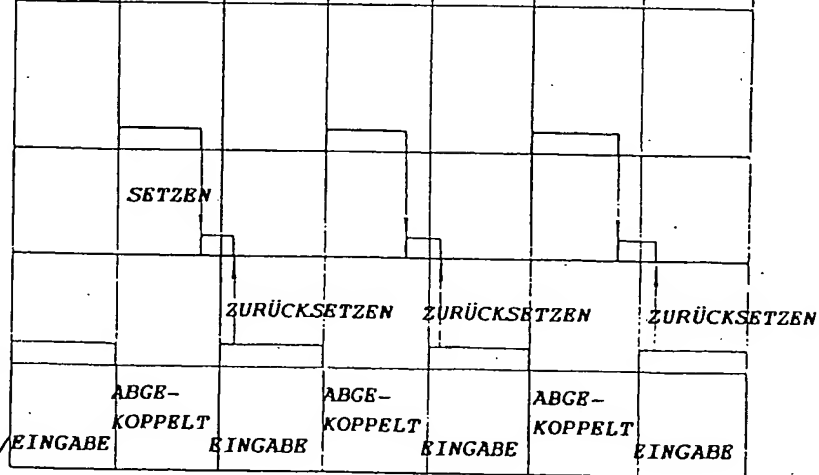 SETZEN
ZURÜCKSETZEN ZURÜCKSETZEN ZURÜCKSETZEN
ABGE- ABGE- ABGE-
KOPPELT KOPPELT KOPPELT
EINGABE EINGABE EINGABE EINGABE